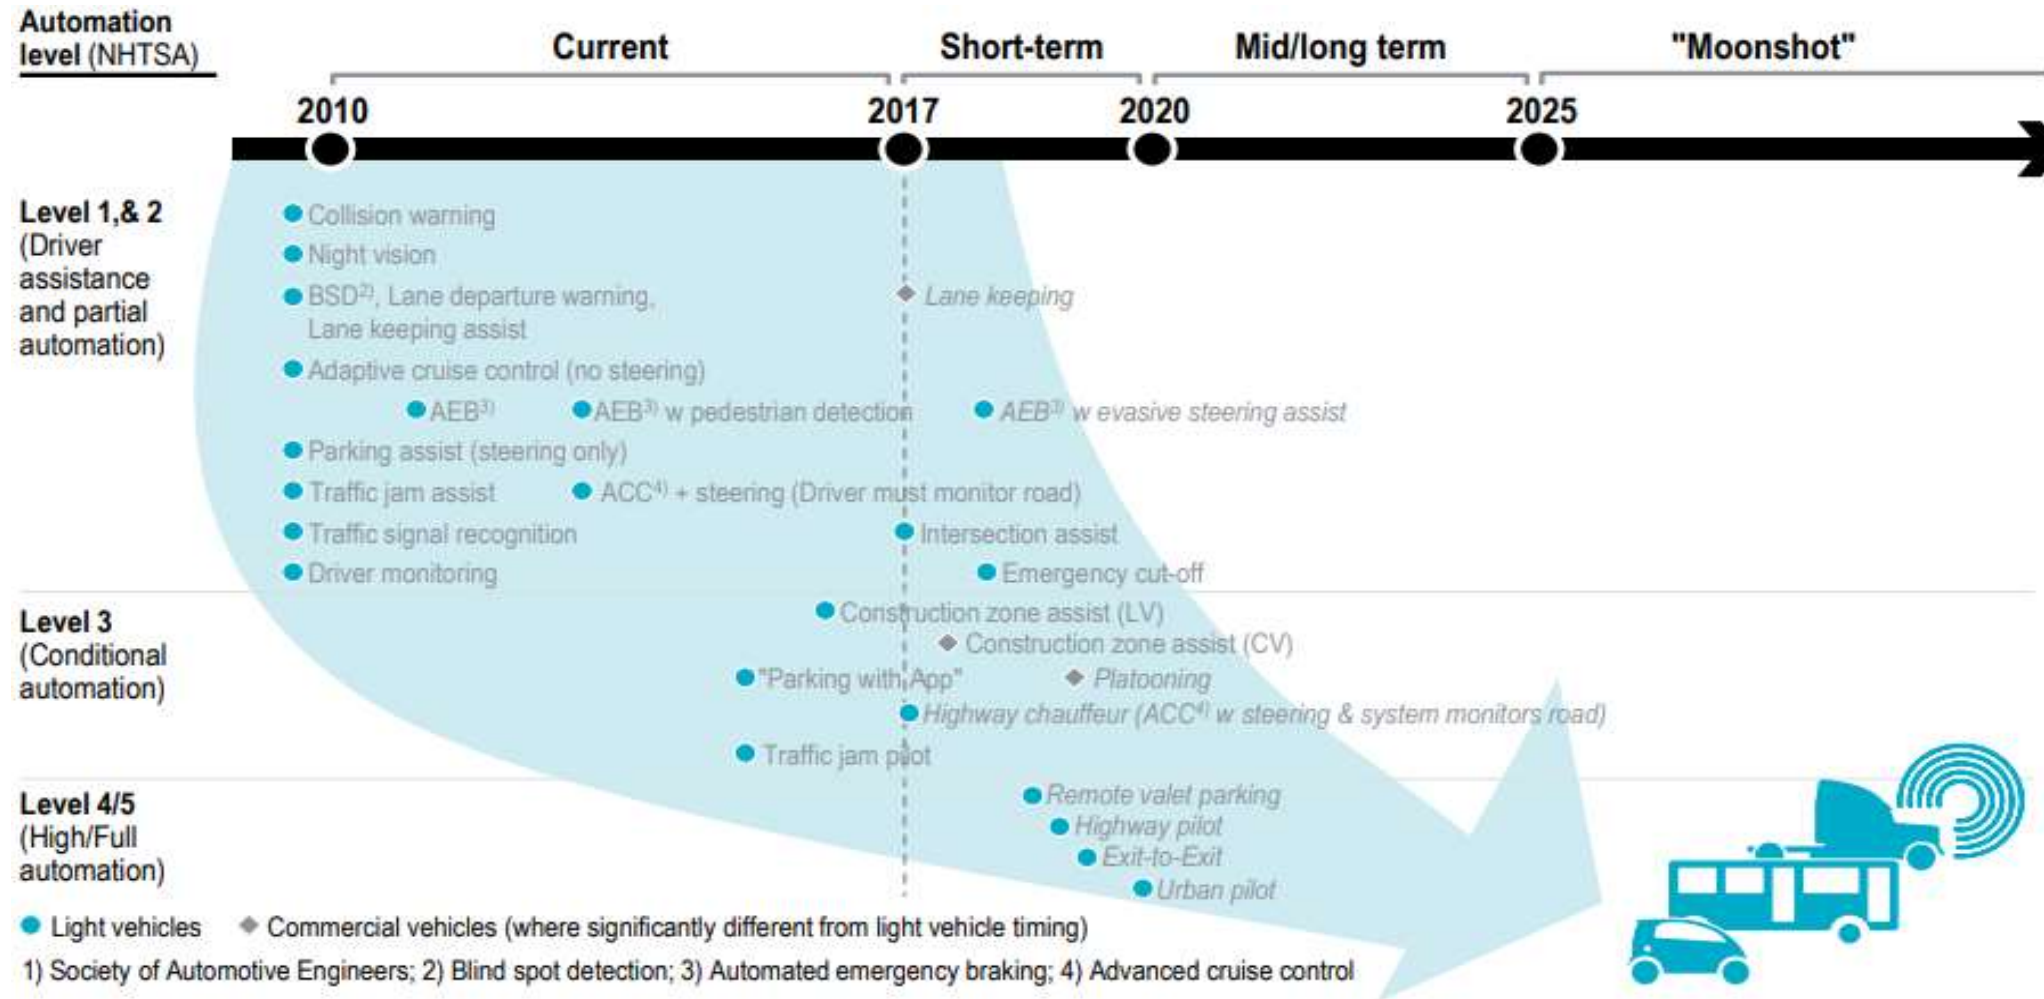 Automation
level (NHTSA)
Current
Short-term
Mid/long term
"Moonshot"
2010
2017
2020
2025
Level 1,& 2
(Driver
assistance
and partial
automation)
Collision warning
Night vision
BSD2), Lane departure warning,
Lane keeping assist
Lane keeping
Adaptive cruise control (no steering)
AEB3)
AEB3) w pedestrian detection
AEB3) w evasive steering assist
Parking assist (steering only)
Traffic jam assist
ACC4) + steering (Driver must monitor road)
Traffic signal recognition
Intersection assist
Driver monitoring
Emergency cut-off
Level 3
(Conditional
automation)
Construction zone assist (LV)
Construction zone assist (CV)
"Parking with App"
Platooning
Highway chauffeur (ACC4) w steering & system monitors road)
Traffic jam pilot
Level 4/5
(High/Full
automation)
Remote valet parking
Highway pilot
Exit-to-Exit
Urban pilot
Light vehicles
Commercial vehicles (where significantly different from light vehicle timing)
1) Society of Automotive Engineers; 2) Blind spot detection; 3) Automated emergency braking; 4) Advanced cruise control